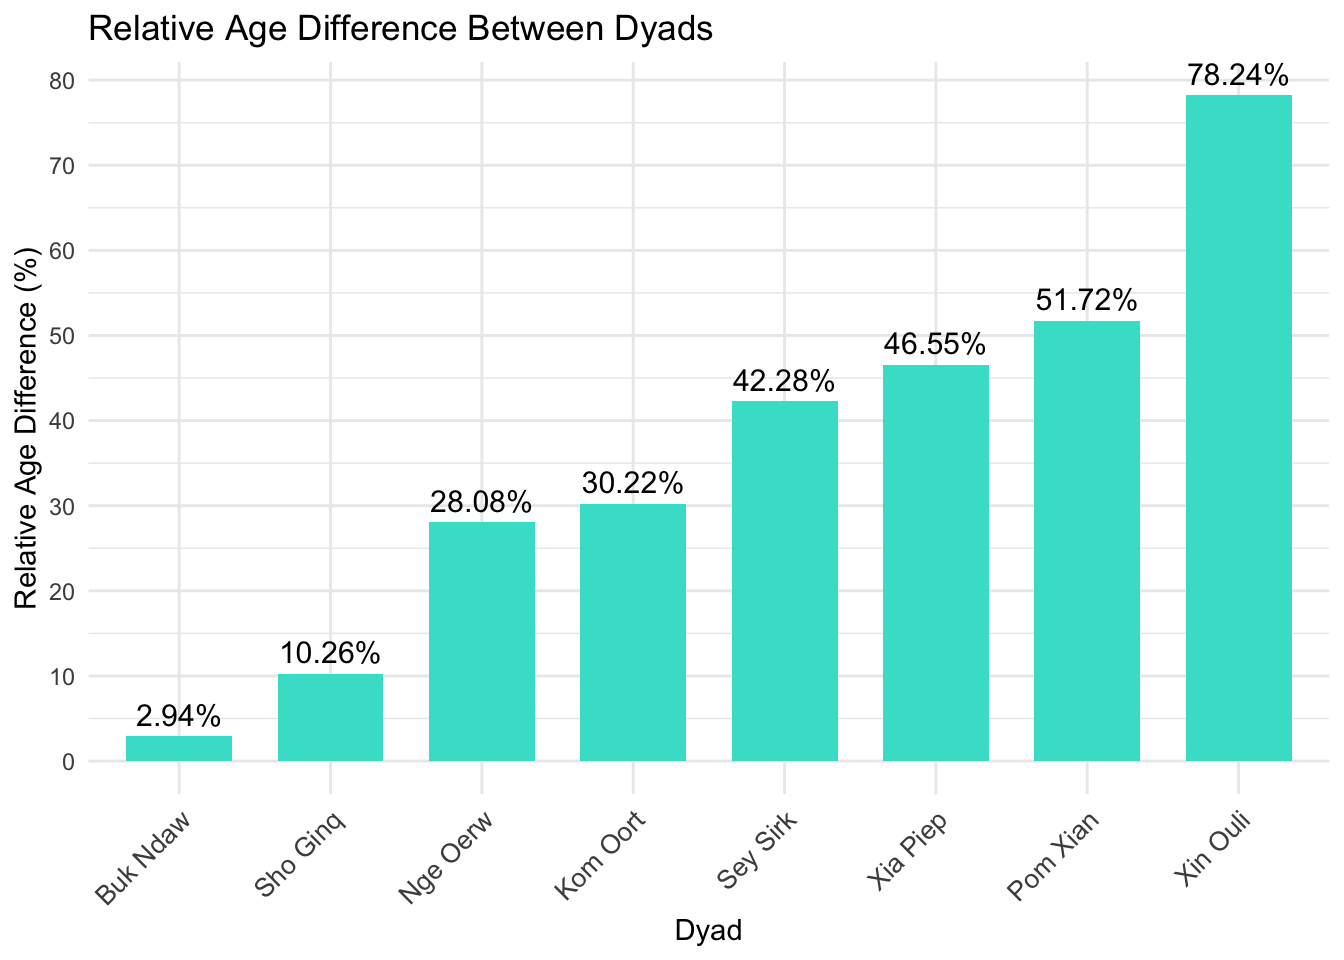 Relative Age Difference Between Dyads
Relative Age Difference (%)
80
70
60
50
40
30
20
10
0
2.94%
10.26%
28.08%
30.22%
42.28%
46.55%
51.72%
78.24%
Buk Ndaw
Sho Ginq
Nge Oerw
Kom Oort
Sey Sirk
Xia Piep
Pom Xian
Xin Ouli
Dyad